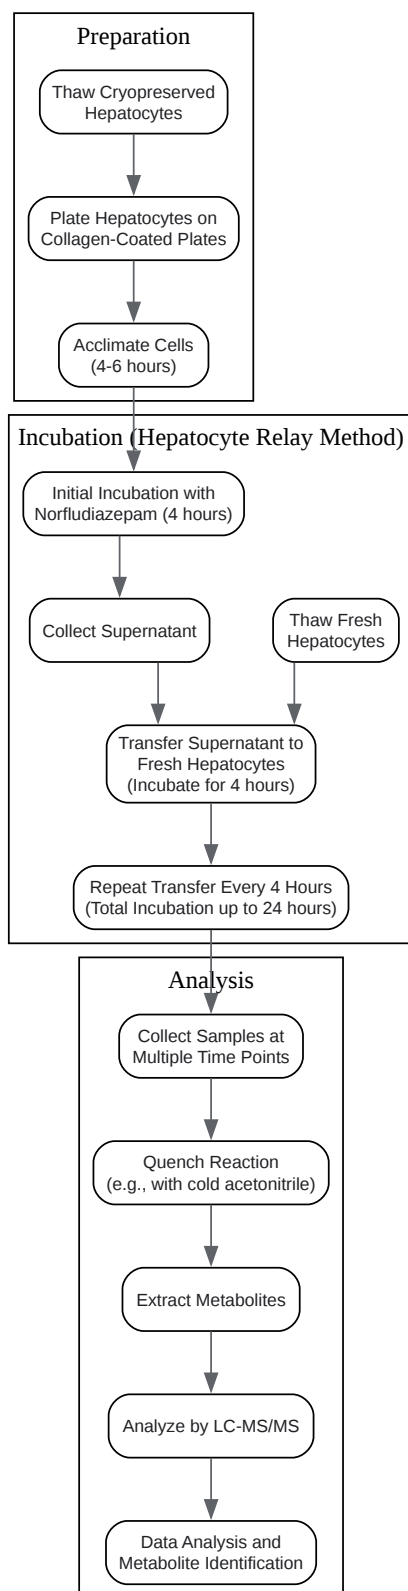 Preparation
Thaw Cryopreserved
Hepatocytes
Plate Hepatocytes on
Collagen-Coated Plates
Acclimate Cells
(4-6 hours)
Incubation (Hepatocyte Relay Method)
Initial Incubation with
Norfludiazepam (4 hours)
Collect Supernatant
Thaw Fresh
Hepatocytes
Transfer Supernatant to
Fresh Hepatocytes
(Incubate for 4 hours)
Repeat Transfer Every 4 Hours
(Total Incubation up to 24 hours)
Analysis
Collect Samples at
Multiple Time Points
Quench Reaction
(e.g., with cold acetonitrile)
Extract Metabolites
Analyze by LC-MS/MS
Data Analysis and
Metabolite Identification